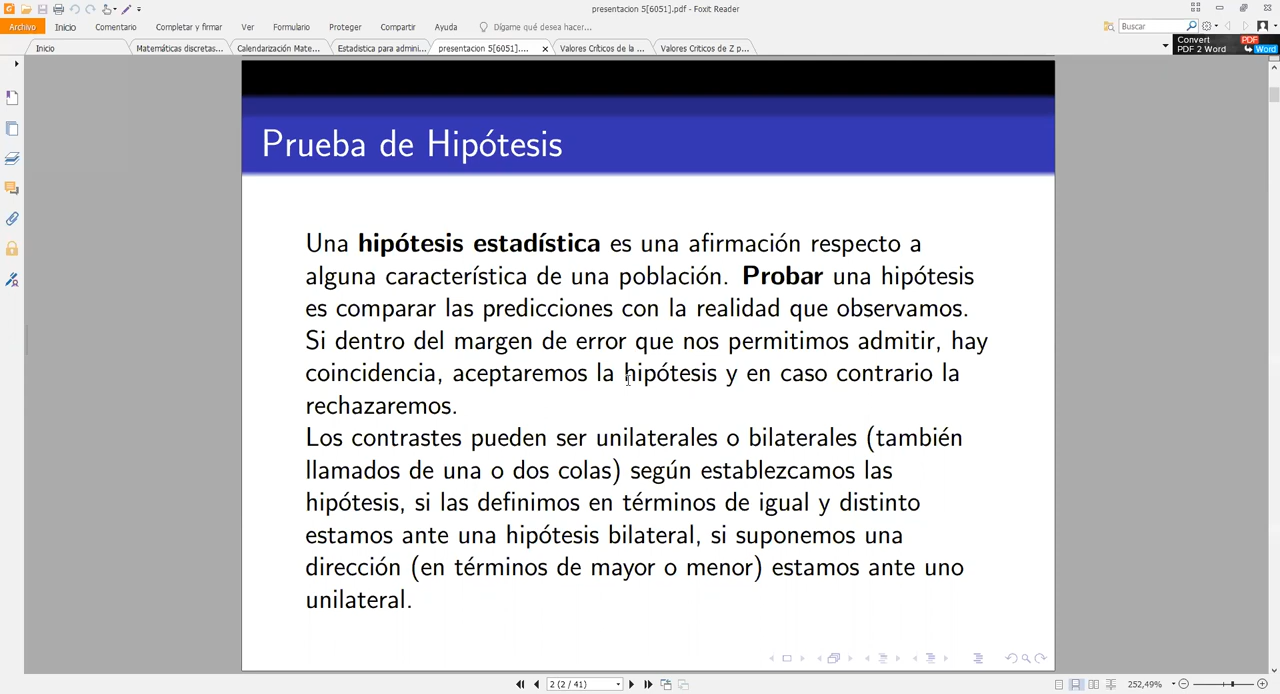 presentacion 5[6051].pdf - Foxit Reader
Archivo Inicio Comentario Completar y firmar Ver Formulario Proteger Compartir Ayuda Dígame qué desea hacer... Buscar
Inicio Matemáticas discretas... Calendarización Mate... Estadistica para admini... presentacion 5[6051].... Valores Críticos de la ... Valores Criticos de Z p...
Convert PDF
PDF 2 Word Word
Prueba de Hipótesis
Una hipótesis estadística es una afirmación respecto a
alguna característica de una población. Probar una hipótesis
es comparar las predicciones con la realidad que observamos.
Si dentro del margen de error que nos permitimos admitir, hay
coincidencia, aceptaremos la hipótesis y en caso contrario la
rechazaremos.
Los contrastes pueden ser unilaterales o bilaterales (también
llamados de una o dos colas) según establezcamos las
hipótesis, si las definimos en términos de igual y distinto
estamos ante una hipótesis bilateral, si suponemos una
dirección (en términos de mayor o menor) estamos ante uno
unilateral.
2 (2 / 41) 252,49%